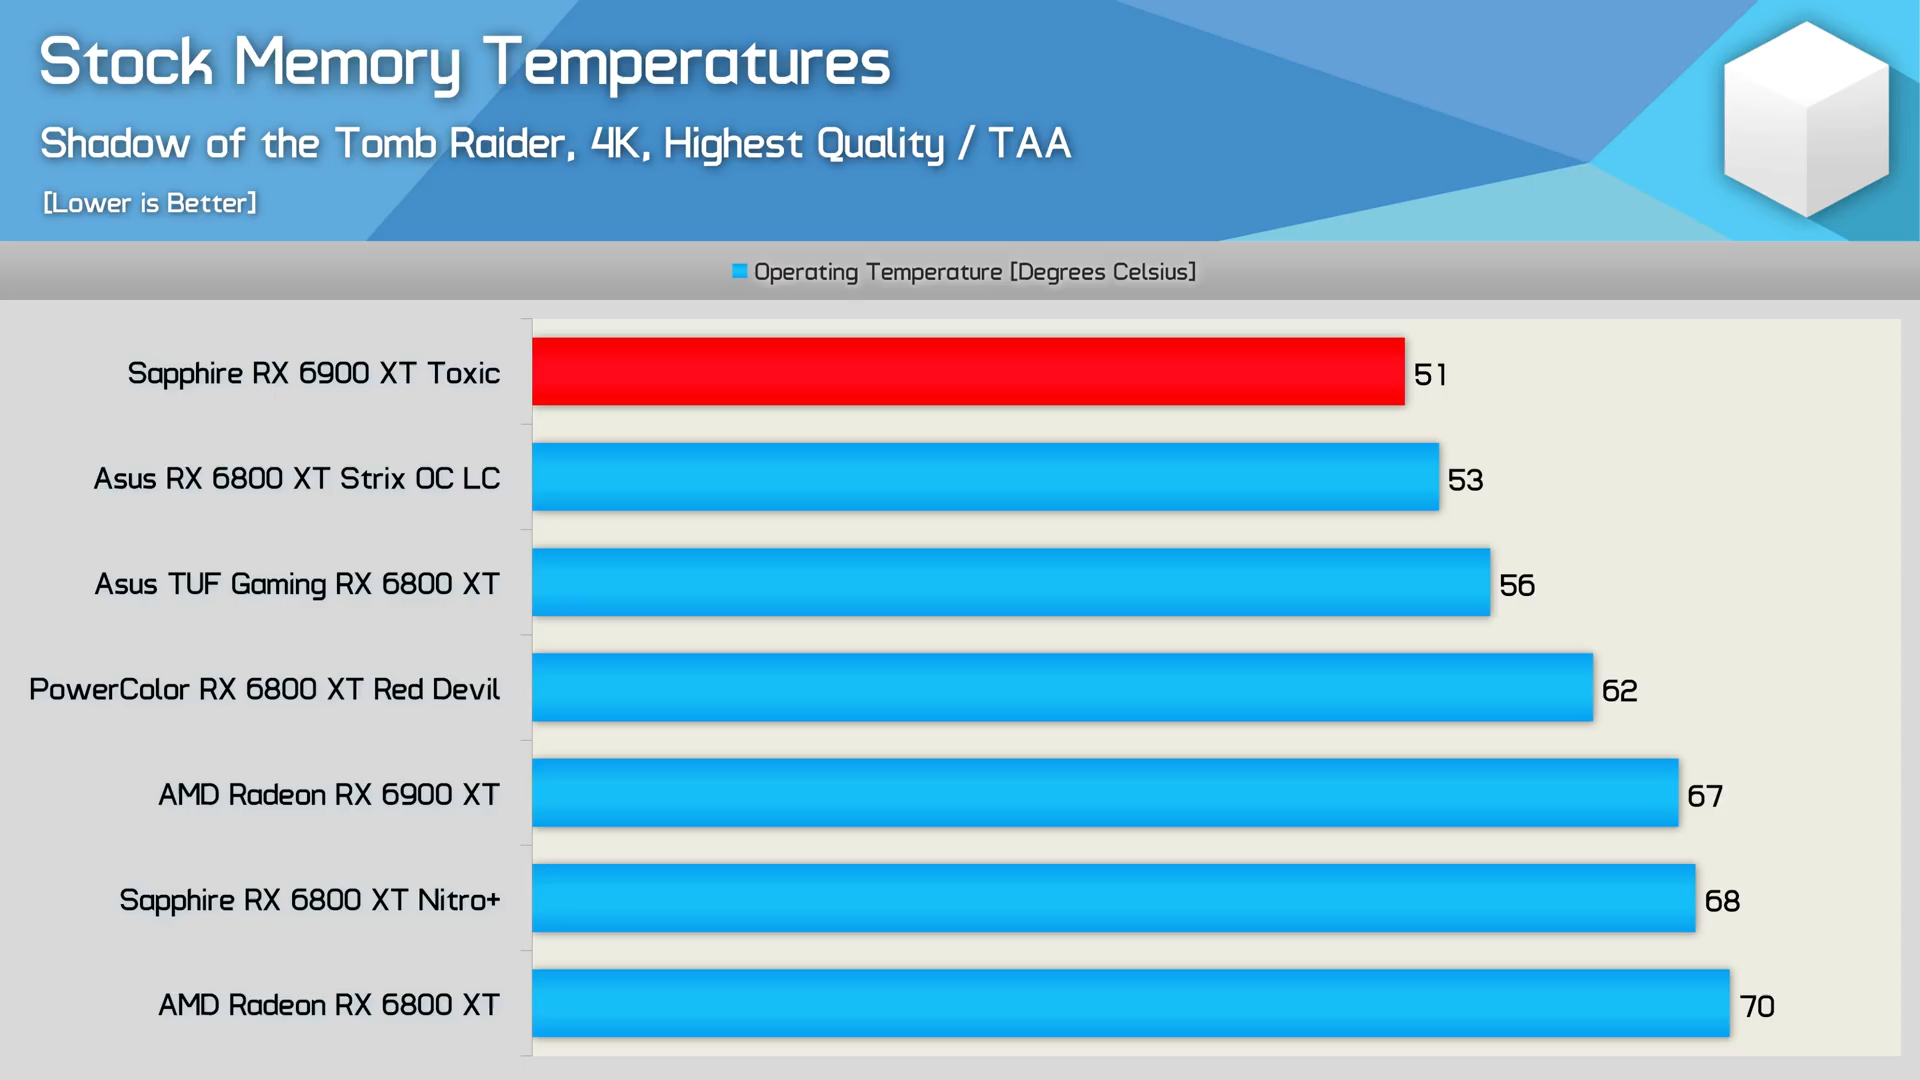 Stock Memory Temperatures
Shadow of the Tomb Raider, 4K, Highest Quality / TAA
[Lower is Better]
Operating Temperature [Degrees Celsius]
Sapphire RX 6900 XT Toxic 51
Asus RX 6800 XT Strix OC LC 53
Asus TUF Gaming RX 6800 XT 56
PowerColor RX 6800 XT Red Devil 62
AMD Radeon RX 6900 XT 67
Sapphire RX 6800 XT Nitro+ 68
AMD Radeon RX 6800 XT 70